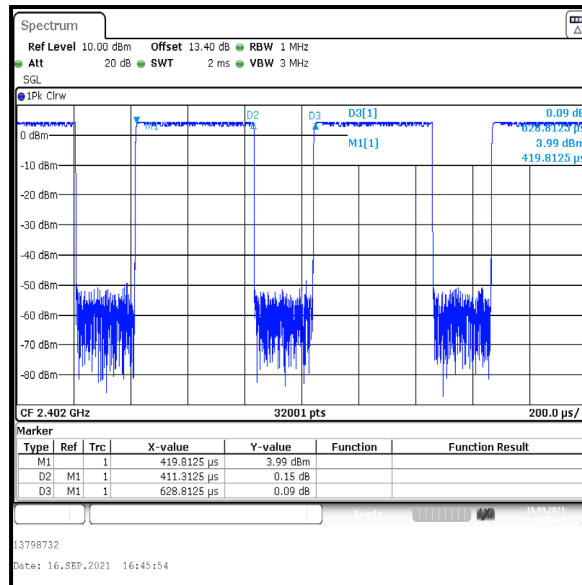 Spectrum
Ref Level 10.00 dBm Offset 13.40 dB RBW 1 MHz
Att 20 dB SWT 2 ms VBW 3 MHz
SGL
1Pk Clrw
D2 D3 D3[1] 0.09 dB
M1 628.8125 µs
0 dBm M1[1] 3.99 dBm
419.8125 µs
-10 dBm
-20 dBm
-30 dBm
-40 dBm
-50 dBm
-60 dBm
-70 dBm
-80 dBm
CF 2.402 GHz 32001 pts 200.0 µs/
Marker
Type Ref Trc X-value Y-value Function Function Result
M1 1 419.8125 µs 3.99 dBm
D2 M1 1 411.3125 µs 0.15 dB
D3 M1 1 628.8125 µs 0.09 dB
Ready 16.09.2021
13798732
Date: 16.SEP.2021 16:45:54